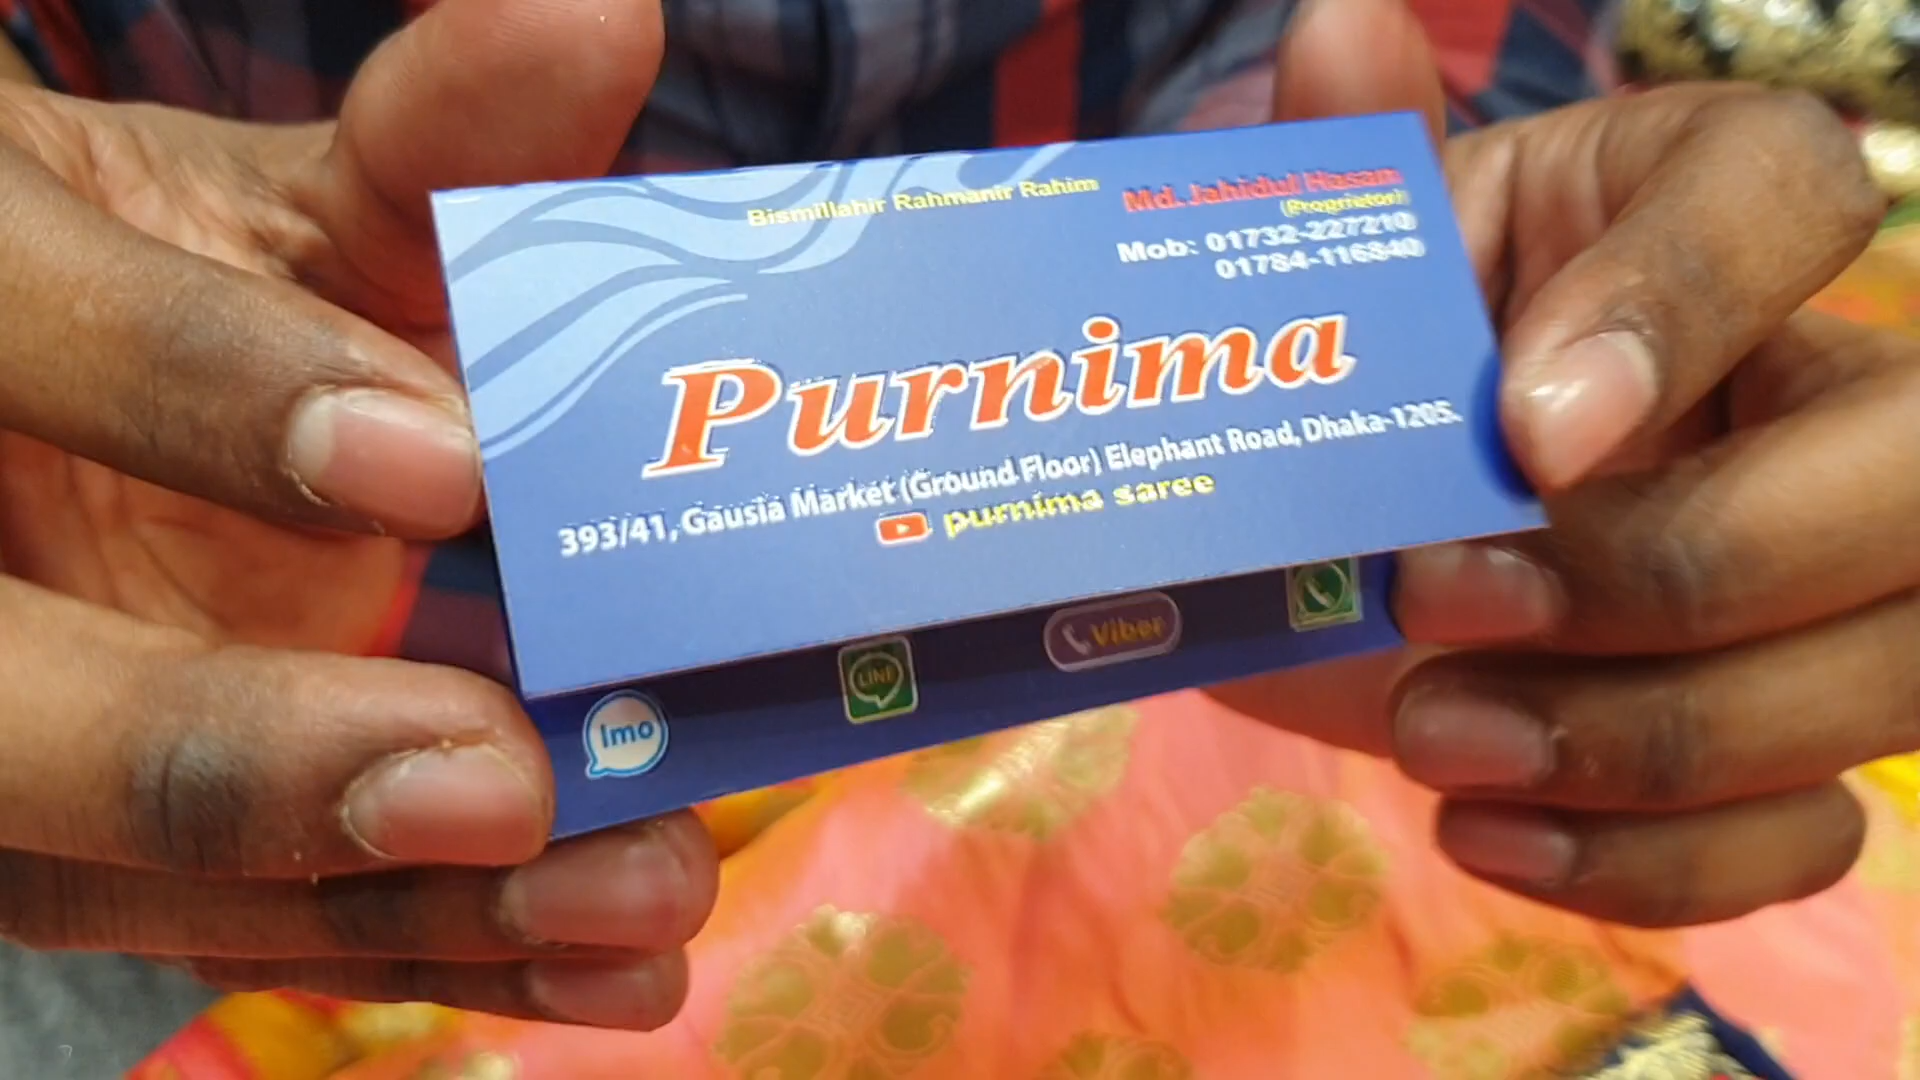 Bismillahir Rahmanir Rahim
Md. Jahidul Hasan
(Proprietor)
Mob: 01732-227210
01784-116840
Purnima
393/41, Gausia Market (Ground Floor) Elephant Road, Dhaka-1205.
purnima saree
Imo
LINE
Viber